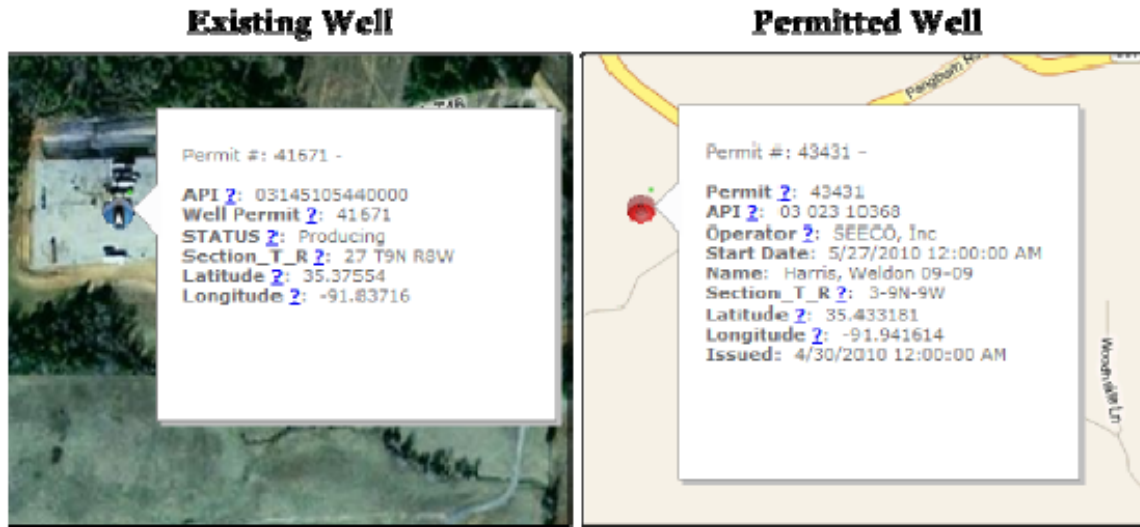 Existing Well
Permitted Well
Permit #: 41671 -
API ?: 03145105440000
Well Permit ?: 41671
STATUS ?: Producing
Section_T_R ?: 27 T9N R8W
Latitude ?: 35.37554
Longitude ?: -91.83716
Pangburn
Permit #: 43431 -
Permit ?: 43431
API ?: 03 023 10368
Operator ?: SEECO, Inc
Start Date: 5/27/2010 12:00:00 AM
Name: Harris, Weldon 09-09
Section_T_R ?: 3-9N-9W
Latitude ?: 35.433181
Longitude ?: -91.941614
Issued: 4/30/2010 12:00:00 AM
Ln